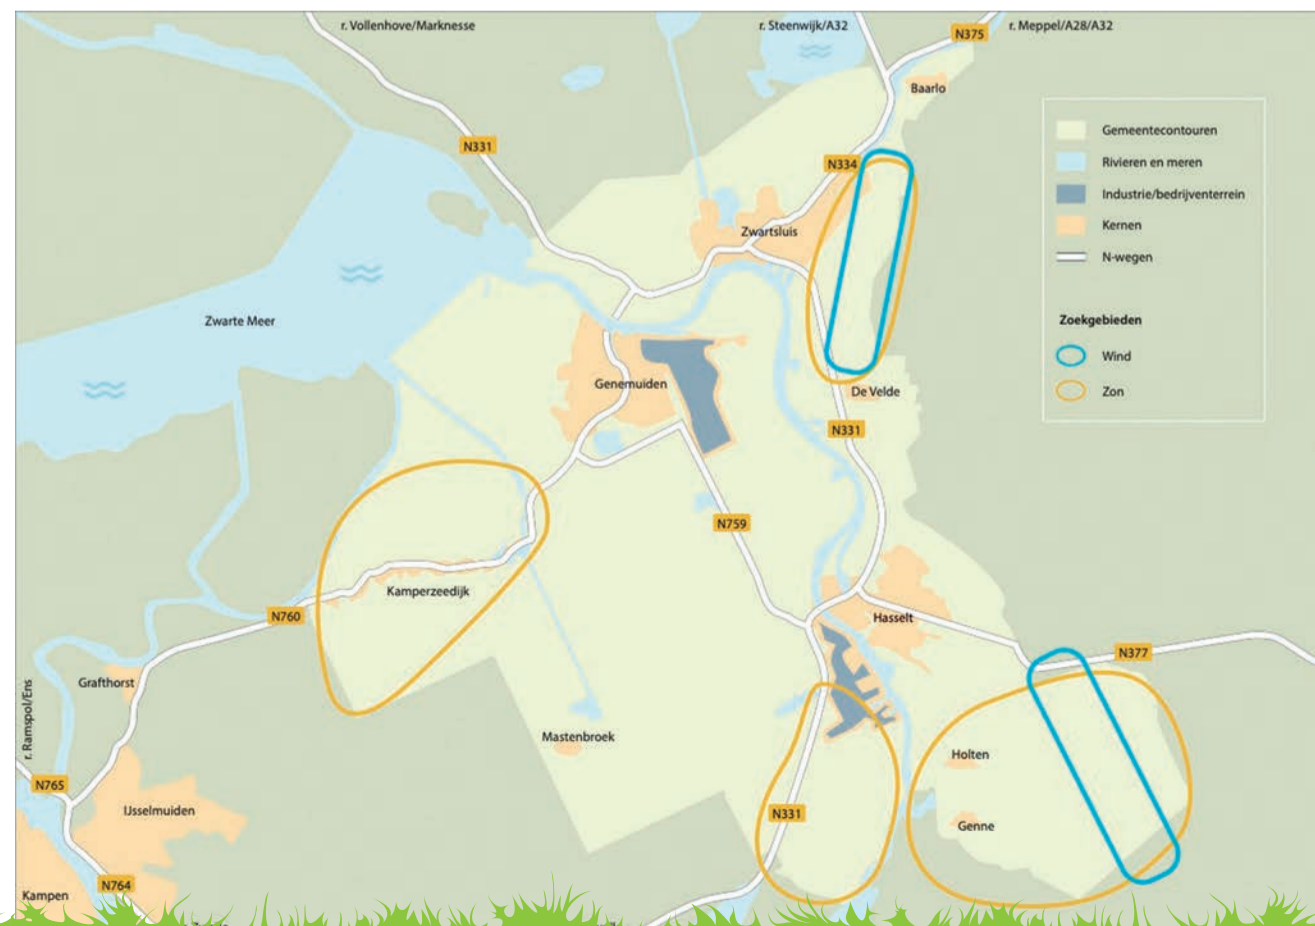 r. Vollenhove/Marknesse
r. Steenwijk/A32
N375
r. Meppel/A28/A32
Baarlo
Gemeentecontouren
Rivieren en meren
Industrie/bedrijventerrein
Kernen
N-wegen
Zoekgebieden
Wind
Zon
N331
N334
Zwartsluis
Zwarte Meer
Genemuiden
De Velde
N331
N759
Kamperzeedijk
N760
Hasselt
N377
Grafthorst
r. Ramspol/Ens
Mastenbroek
Holten
N765
IJsselmuiden
N331
Genne
N764
Kampen